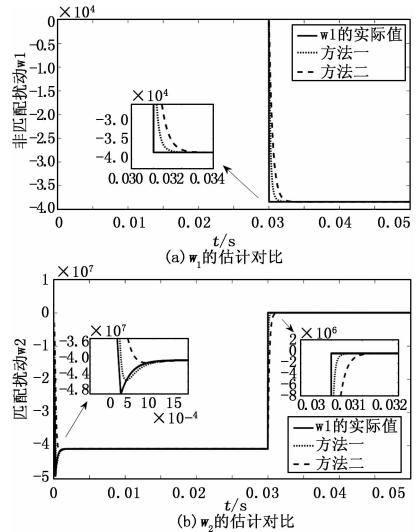 ×10⁴
0
-0.5
-1.0
-1.5
-2.0
-2.5
-3.0
-3.5
-4.0
非匹配扰动w1
w1的实际值
方法一
方法二
×10⁴
-3.0
-3.5
-4.0
0.030 0.032 0.034
0 0.01 0.02 0.03 0.04 0.05
t/s
(a) w₁的估计对比
×10⁷
1
0
-1
-2
-3
-4
-5
匹配扰动w2
-3.6
-4.0
-4.4
-4.8
×10⁷
0 5 10 15
×10⁻⁴
×10⁶
2
0
-2
-4
-6
-8
0.03 0.031 0.032
w1的实际值
方法一
方法二
0 0.01 0.02 0.03 0.04 0.05
t/s
(b) w₂的估计对比